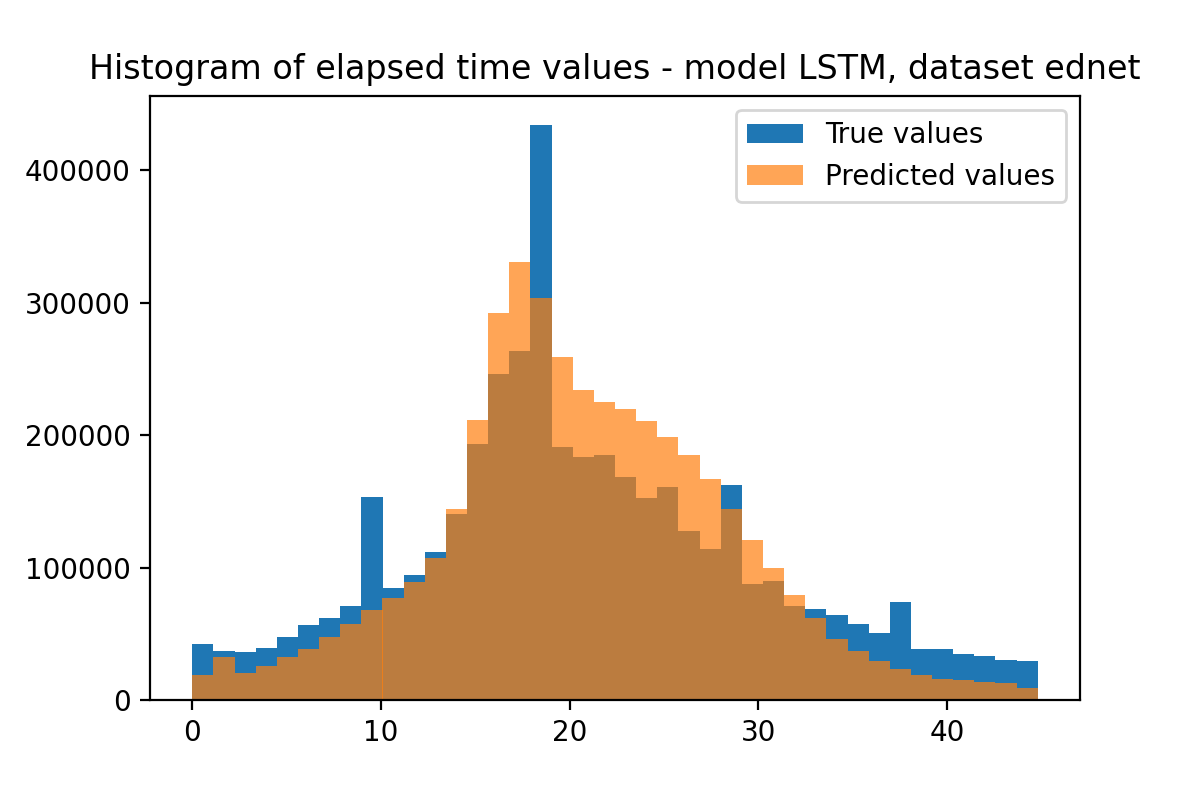 Histogram of elapsed time values - model LSTM, dataset ednet
True values
Predicted values
400000
300000
200000
100000
0
0 10 20 30 40